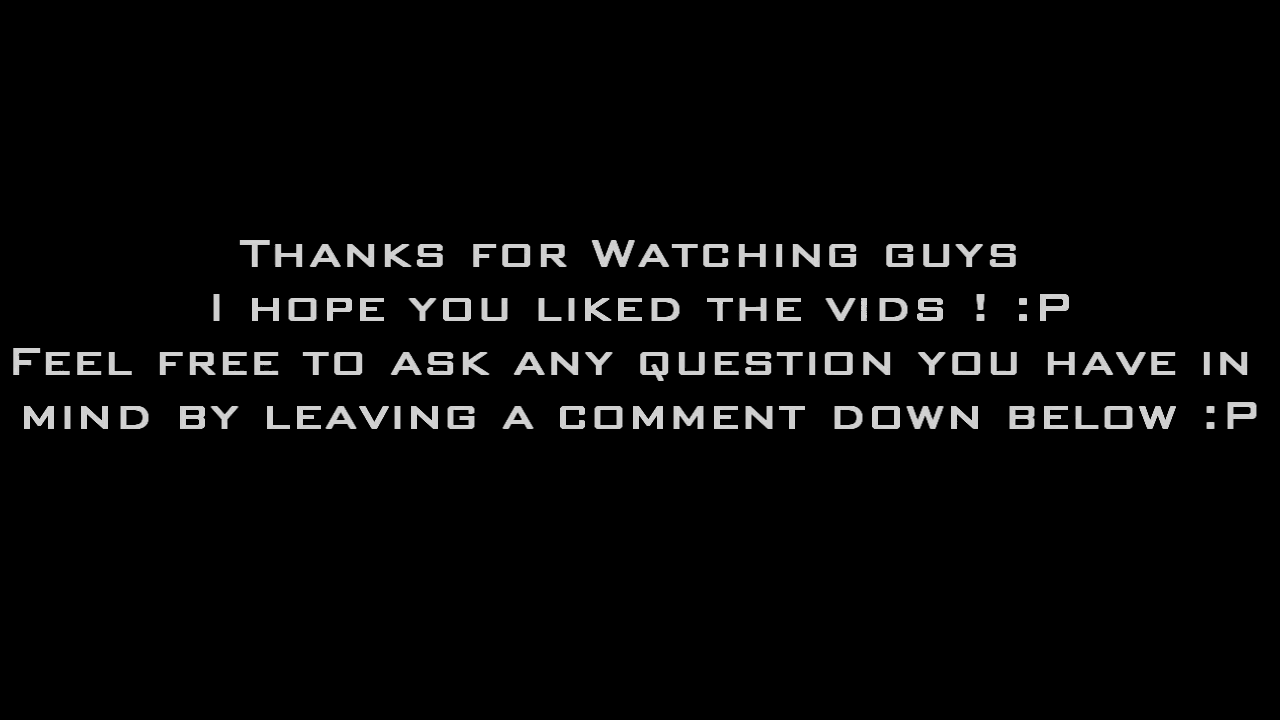 Thanks for Watching guys
I hope you liked the vids ! :P
Feel free to ask any question you have in
mind by leaving a comment down below :P